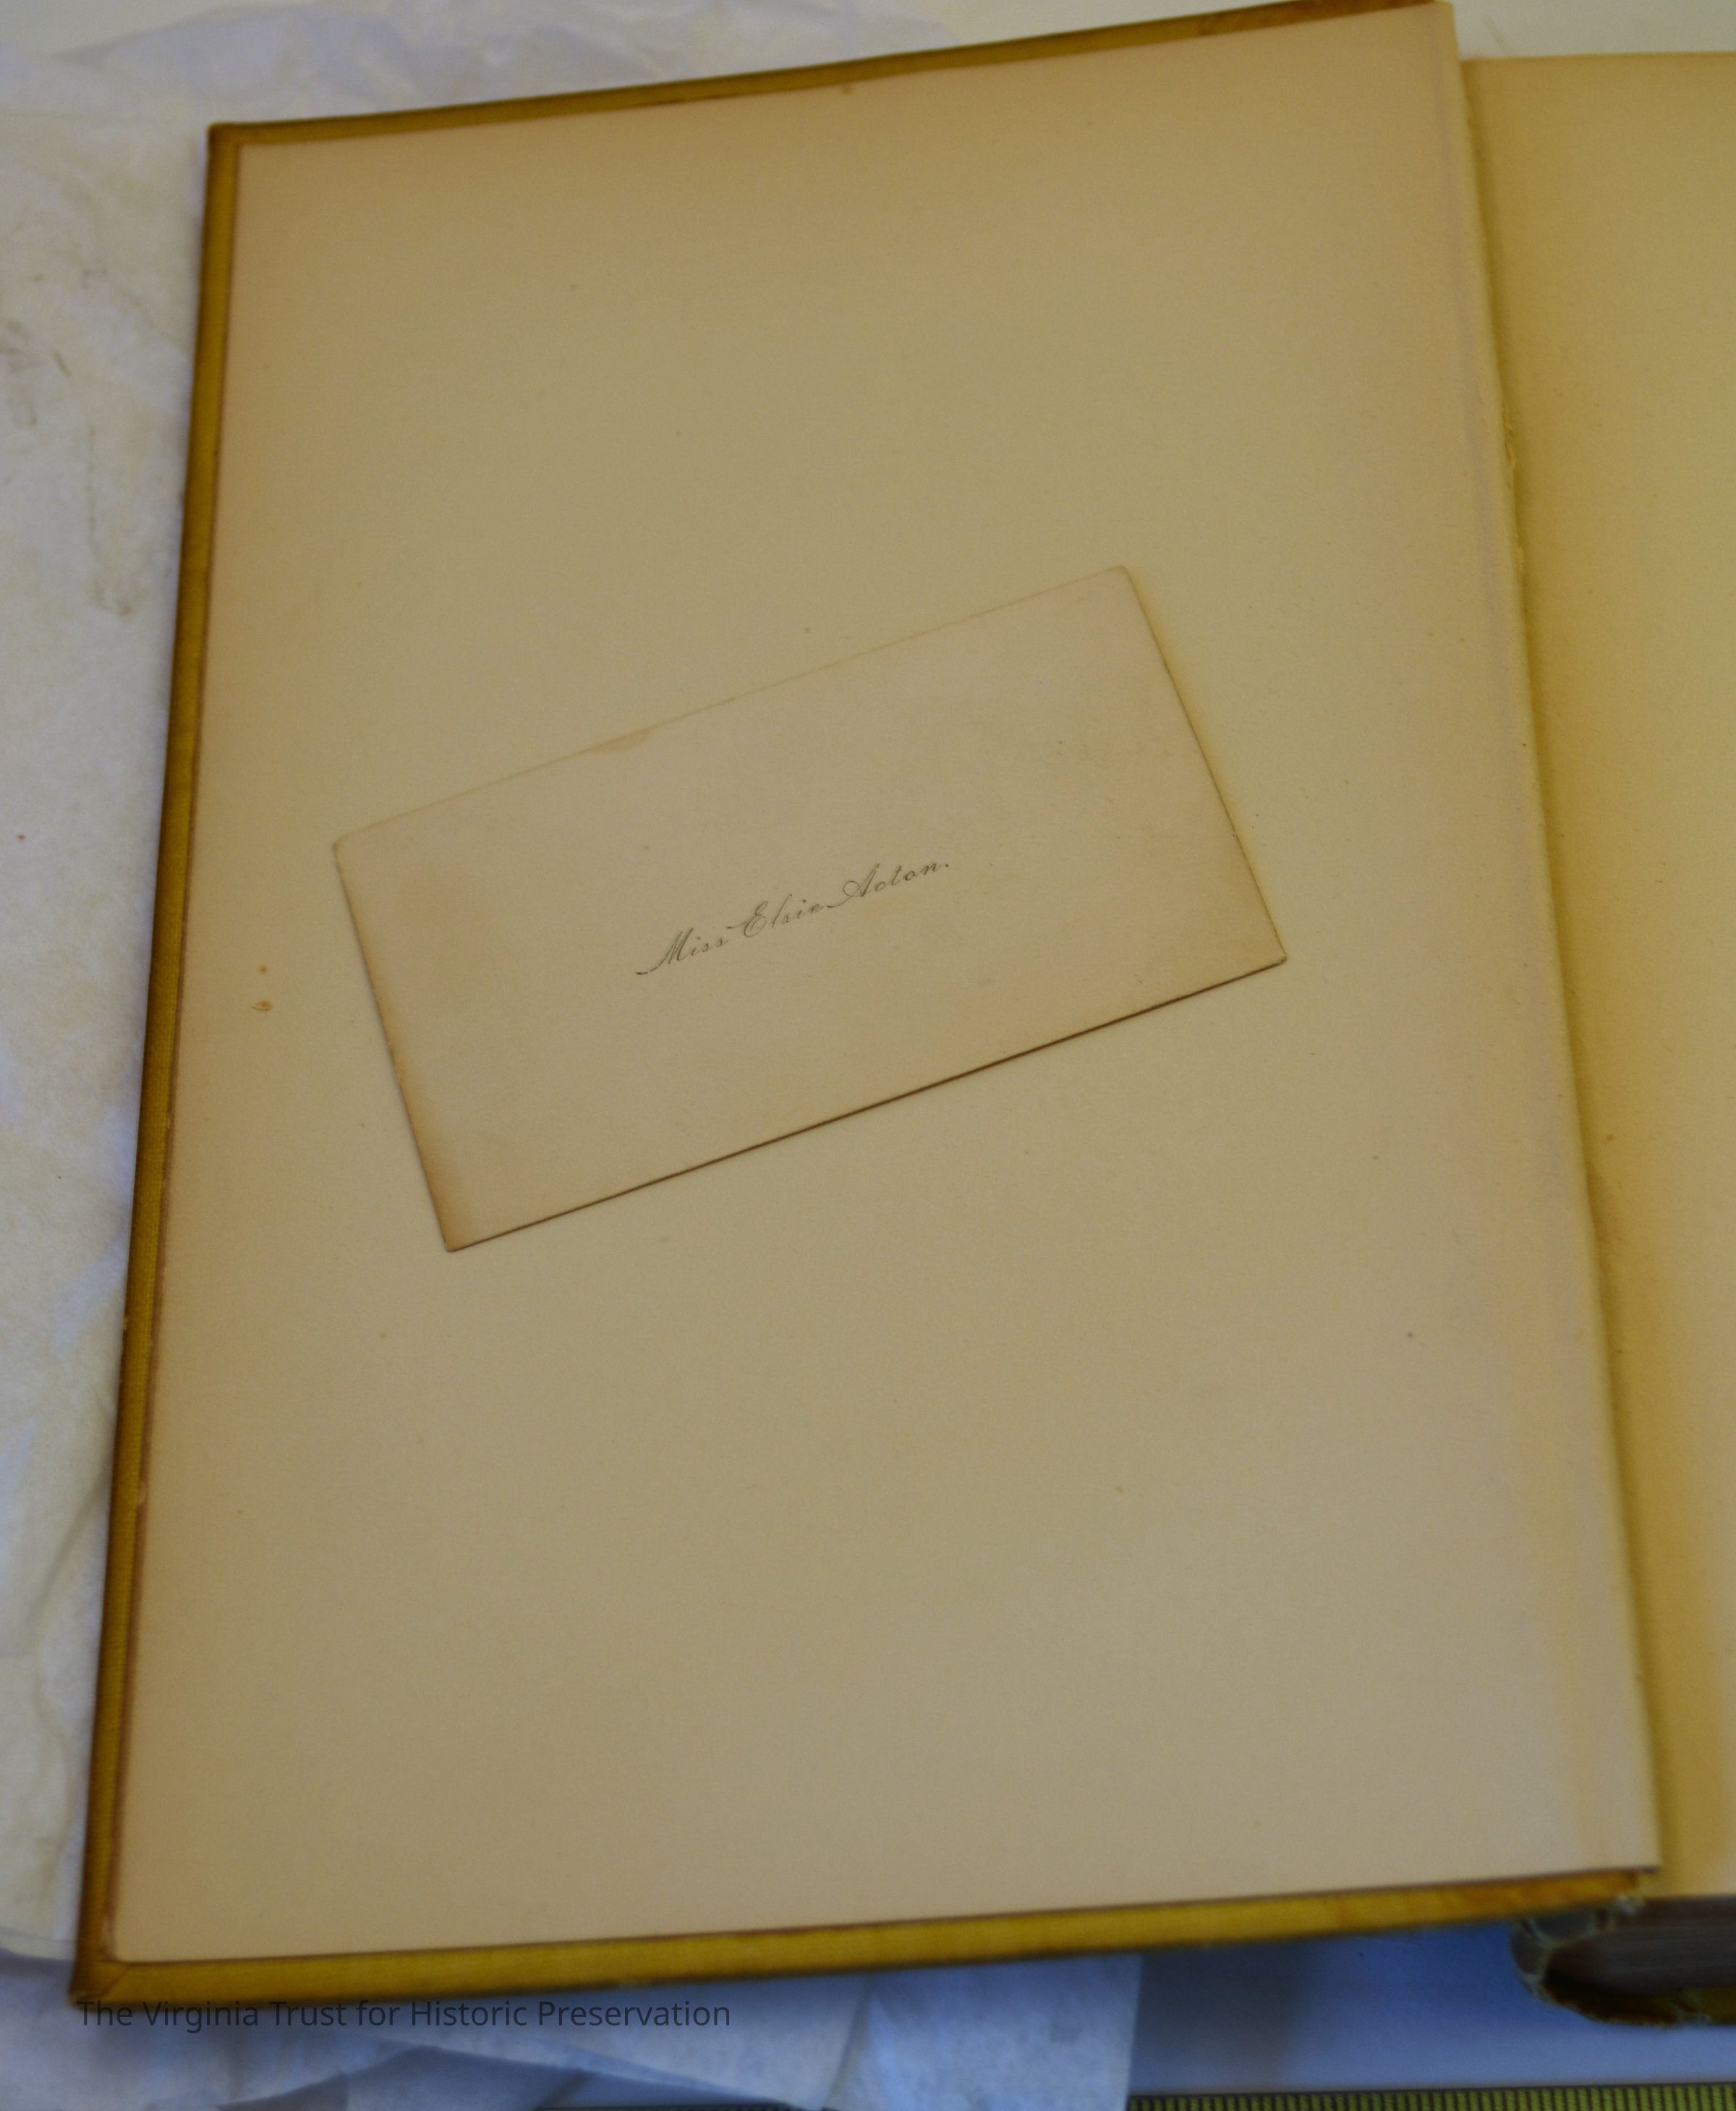 Miss Elsie Acton.
The Virginia Trust for Historic Preservation